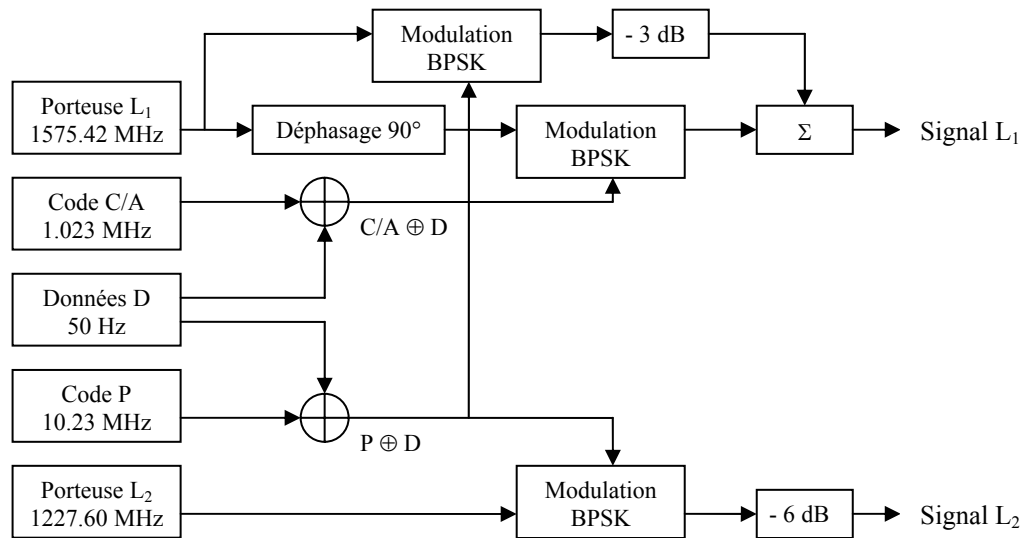 Modulation
BPSK
- 3 dB
Porteuse L₁
1575.42 MHz
Déphasage 90°
Modulation
BPSK
Σ
Signal L₁
Code C/A
1.023 MHz
C/A ⊕ D
Données D
50 Hz
Code P
10.23 MHz
P ⊕ D
Porteuse L₂
1227.60 MHz
Modulation
BPSK
- 6 dB
Signal L₂